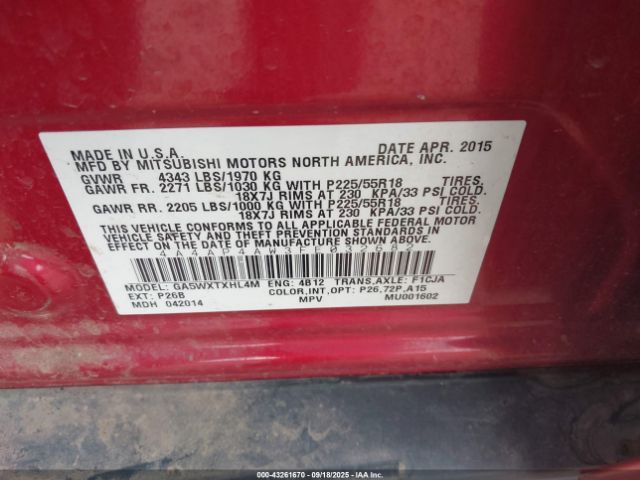 MADE IN U.S.A. DATE APR. 2015
MFD BY MITSUBISHI MOTORS NORTH AMERICA, INC.
GVWR 4343 LBS/1970 KG
GAWR FR. 2271 LBS/1030 KG WITH P225/55R18 TIRES.
18X7J RIMS AT 230 KPA/33 PSI COLD.
GAWR RR. 2205 LBS/1000 KG WITH P225/55R18 TIRES.
18X7J RIMS AT 230 KPA/33 PSI COLD.
THIS VEHICLE CONFORMS TO ALL APPLICABLE FEDERAL MOTOR
VEHICLE SAFETY AND THEFT PREVENTION STANDARDS IN
EFFECT ON THE DATE OF MANUFACTURE SHOWN ABOVE.
4A4AP4AW3FE032682
MODEL: GA5WXTXHL4M ENG: 4B12 TRANS,AXLE: F1CJA
EXT: P26B COLOR,INT,OPT: P26,72P,A15
MDH 042014 MPV MU001602
00-43261670 - 09/18/2025 - © IAA